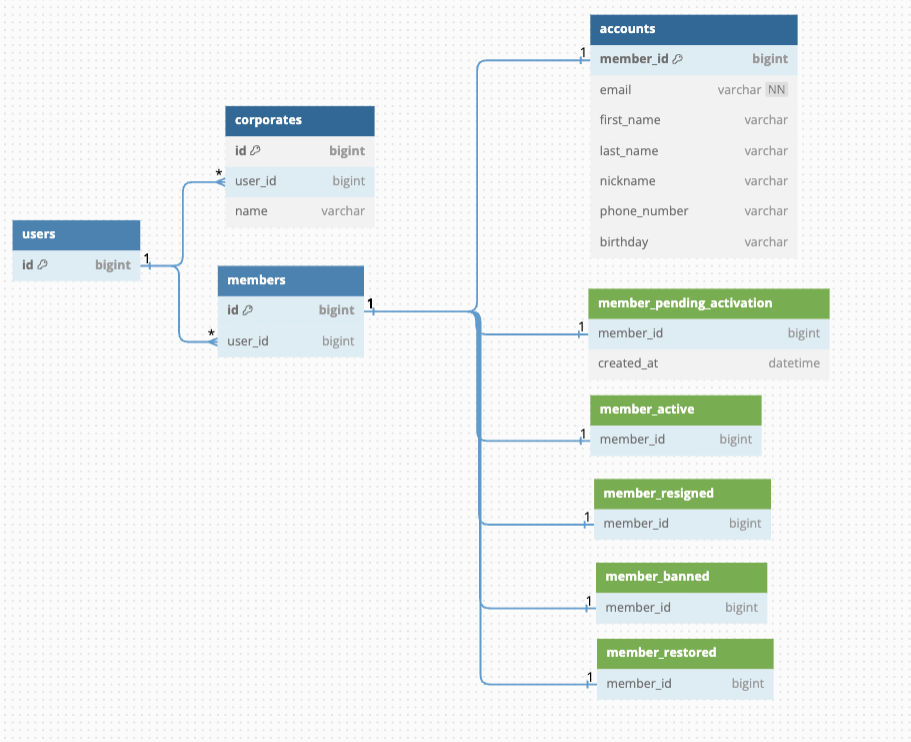 accounts
member_id bigint
email varchar NN
first_name varchar
last_name varchar
nickname varchar
phone_number varchar
birthday varchar
corporates
id bigint
user_id bigint
name varchar
users
id bigint
members
id bigint
user_id bigint
member_pending_activation
member_id bigint
created_at datetime
member_active
member_id bigint
member_resigned
member_id bigint
member_banned
member_id bigint
member_restored
member_id bigint
1
*
1
*
1
1
1
1
1
1